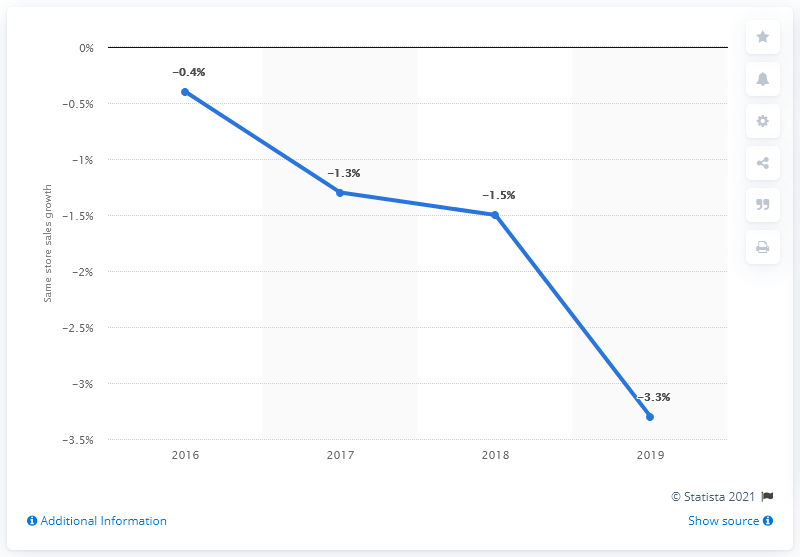 0%
−0.4%
−0.5%
−1%
−1.3%
−1.5%
−1.5%
Same store sales growth
−2%
−2.5%
−3%
−3.3%
−3.5%
2016 2017 2018 2019
© Statista 2021
Additional Information
Show source